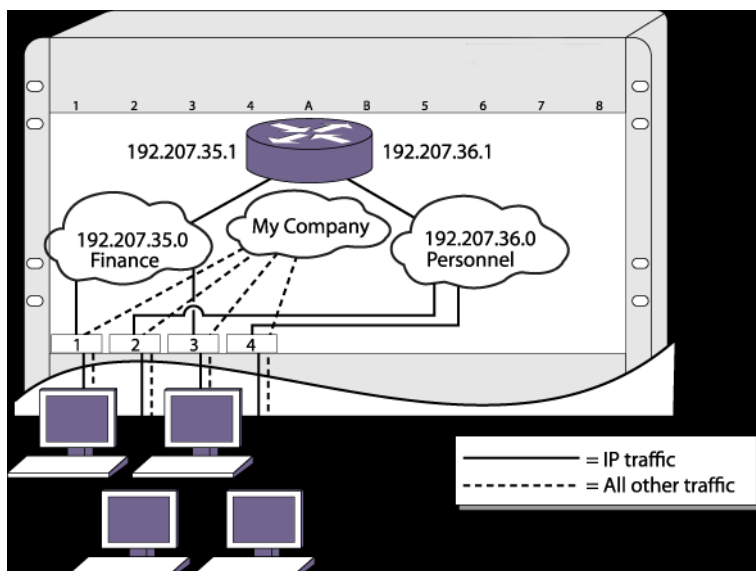 1 2 3 4 A B 5 6 7 8
192.207.35.1
192.207.36.1
My Company
192.207.35.0
Finance
192.207.36.0
Personnel
1 2 3 4
= IP traffic
= All other traffic